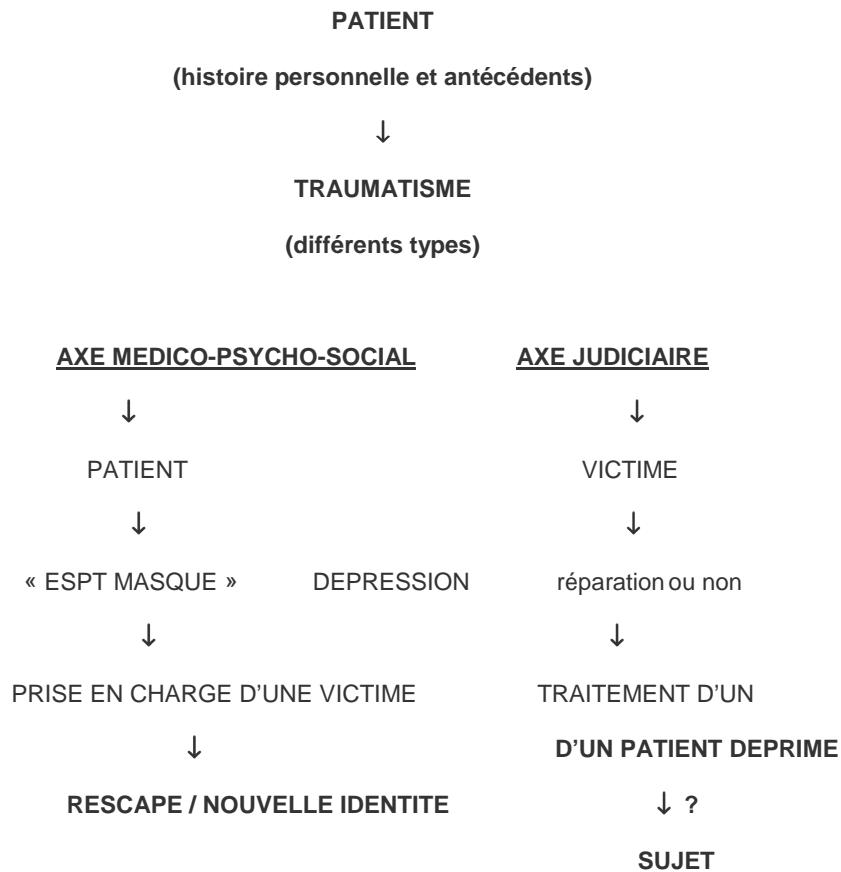 PATIENT
(histoire personnelle et antécédents)
↓
TRAUMATISME
(différents types)
AXE MEDICO-PSYCHO-SOCIAL AXE JUDICIAIRE
↓ ↓
PATIENT VICTIME
↓ ↓
« ESPT MASQUE » DEPRESSION réparation ou non
↓ ↓
PRISE EN CHARGE D'UNE VICTIME TRAITEMENT D'UN
↓ D'UN PATIENT DEPRIME
RESCAPE / NOUVELLE IDENTITE ↓ ?
SUJET